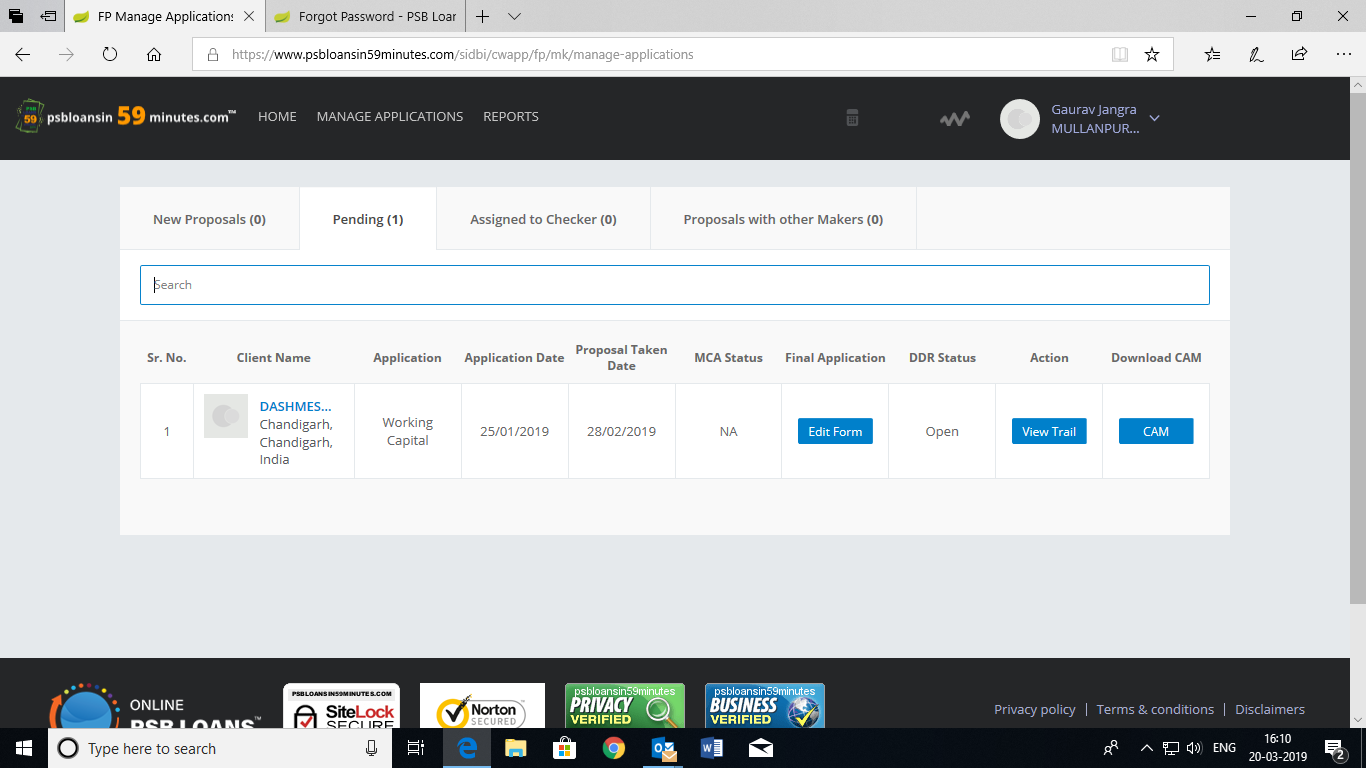 FP Manage Applications
Forgot Password - PSB Loar
https://www.psbloansin59minutes.com/sidbi/cwapp/fp/mk/manage-applications
PSB
59
psbloansin 59 minutes.com™
HOME
MANAGE APPLICATIONS
REPORTS
Gaurav Jangra
MULLANPUR...
New Proposals (0)
Pending (1)
Assigned to Checker (0)
Proposals with other Makers (0)
Search
Sr. No.
Client Name
Application
Application Date
Proposal Taken
Date
MCA Status
Final Application
DDR Status
Action
Download CAM
1
DASHMES...
Chandigarh,
Chandigarh,
India
Working
Capital
25/01/2019
28/02/2019
NA
Edit Form
Open
View Trail
CAM
ONLINE
PSB LOANS™
PSBLOANSIN59MINUTES.COM
SiteLock
SECURE
Norton
SECURED
psbloansin59minutes
PRIVACY
VERIFIED
psbloansin59minutes
BUSINESS
VERIFIED
Privacy policy
Terms & conditions
Disclaimers
Type here to search
ENG
16:10
20-03-2019
2